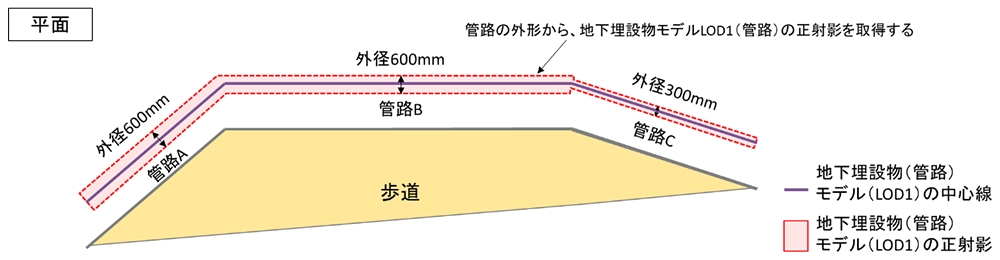 平面
管路の外形から、地下埋設物モデルLOD1（管路）の正射影を取得する
外径600mm
外径600mm
外径300mm
管路A
管路B
管路C
歩道
地下埋設物（管路）
モデル（LOD1）の中心線
地下埋設物（管路）
モデル（LOD1）の正射影